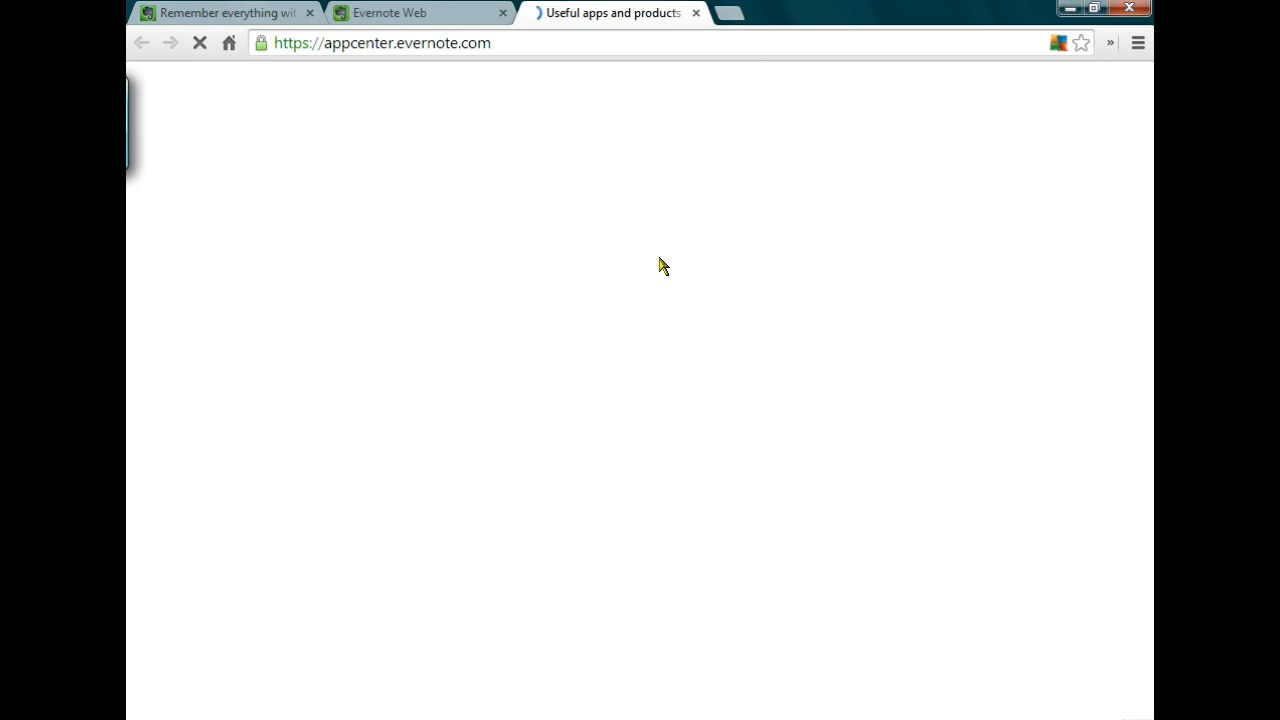 Remember everything wit
Evernote Web
Useful apps and products
https://appcenter.evernote.com